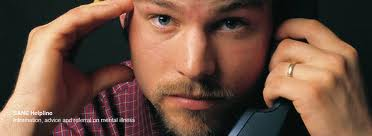 SANE Helpline
Information, advice and referral on mental illness